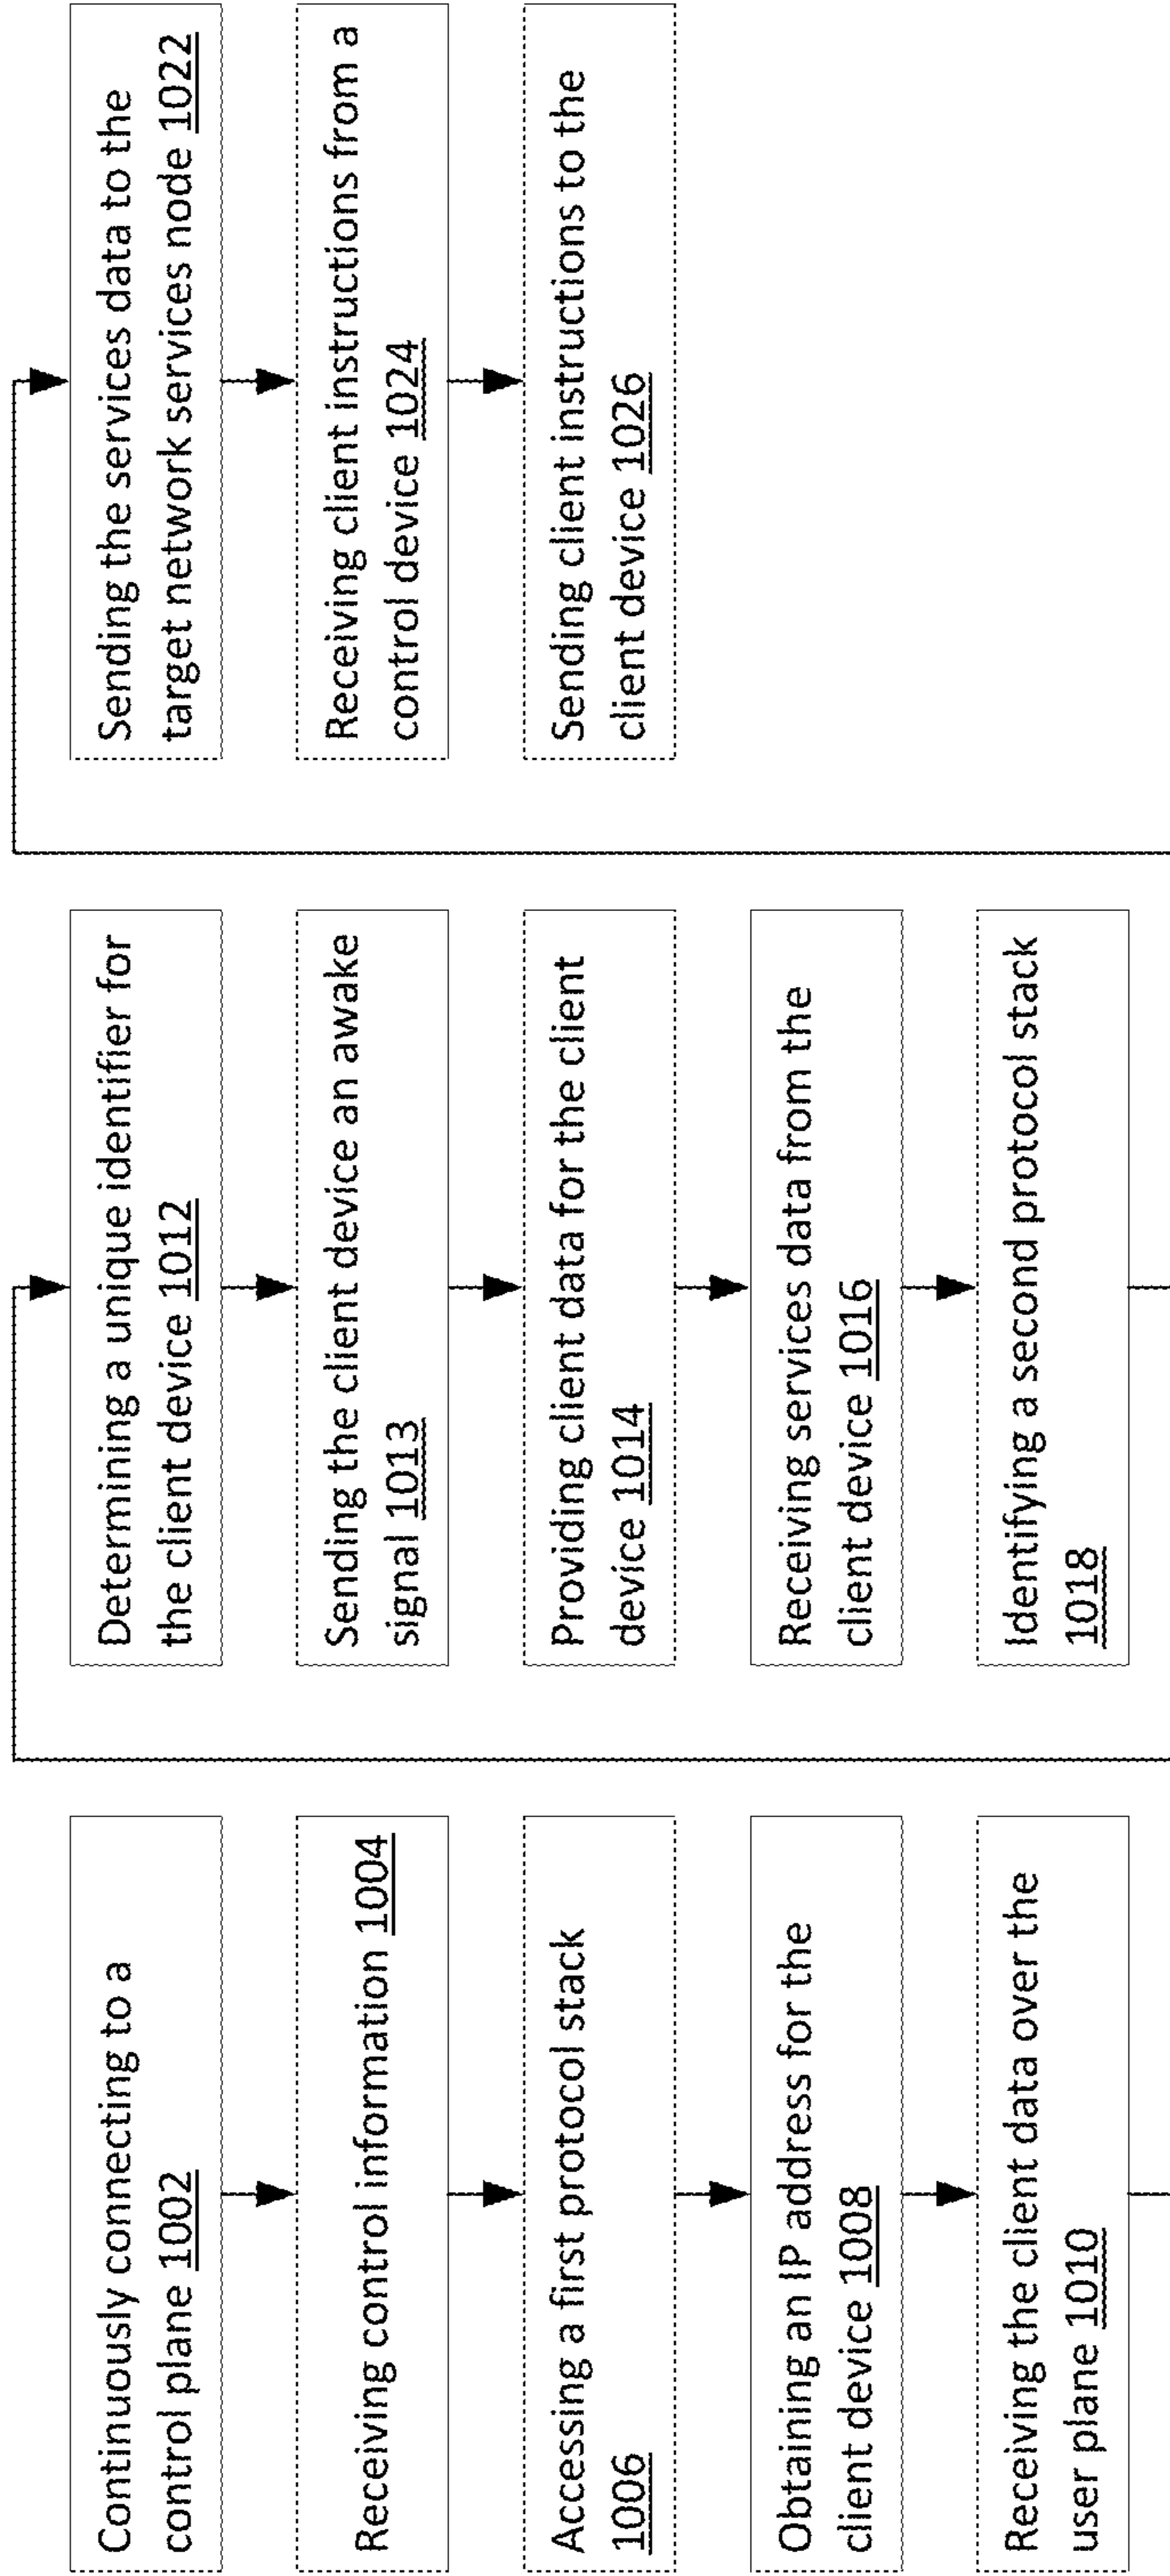 Continuously connecting to a
control plane 1002
Receiving control information 1004
Accessing a first protocol stack
1006
Obtaining an IP address for the
client device 1008
Receiving the client data over the
user plane 1010
Determining a unique identifier for
the client device 1012
Sending the client device an awake
signal 1013
Providing client data for the client
device 1014
Receiving services data from the
client device 1016
Identifying a second protocol stack
1018
Sending the services data to the
target network services node 1022
Receiving client instructions from a
control device 1024
Sending client instructions to the
client device 1026